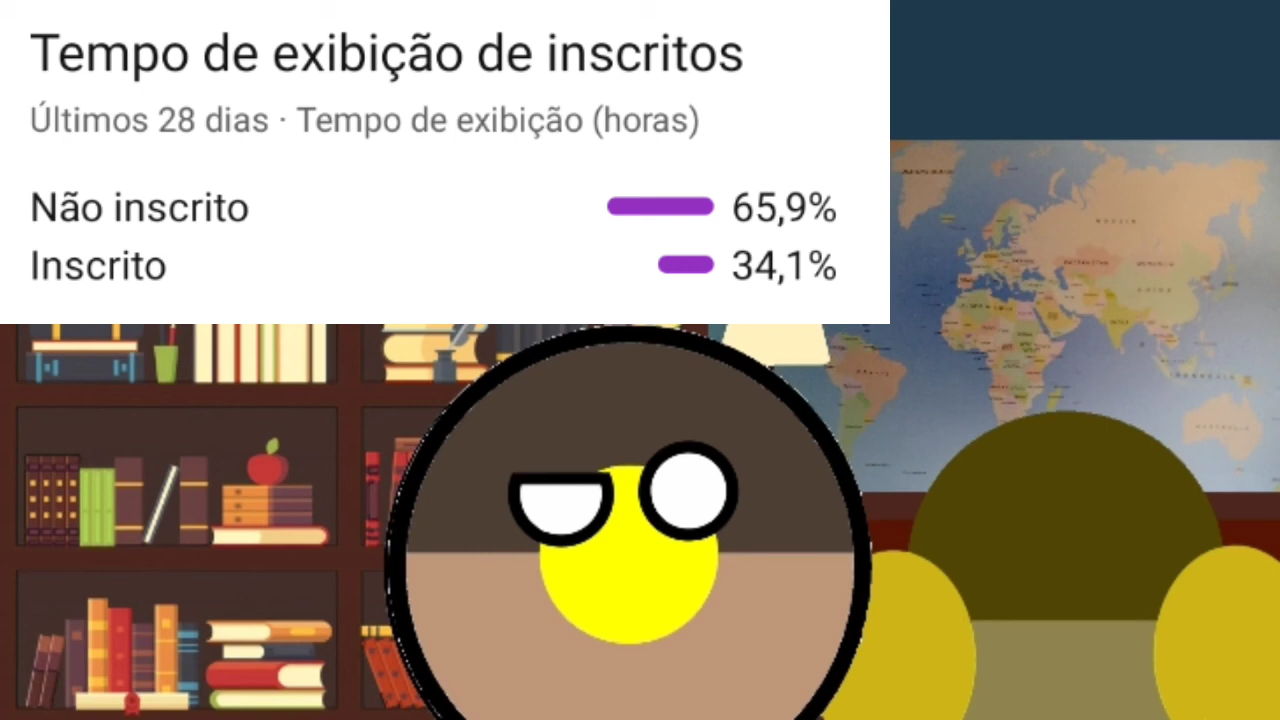 Tempo de exibição de inscritos
Últimos 28 dias · Tempo de exibição (horas)
Não inscrito 65,9%
Inscrito 34,1%